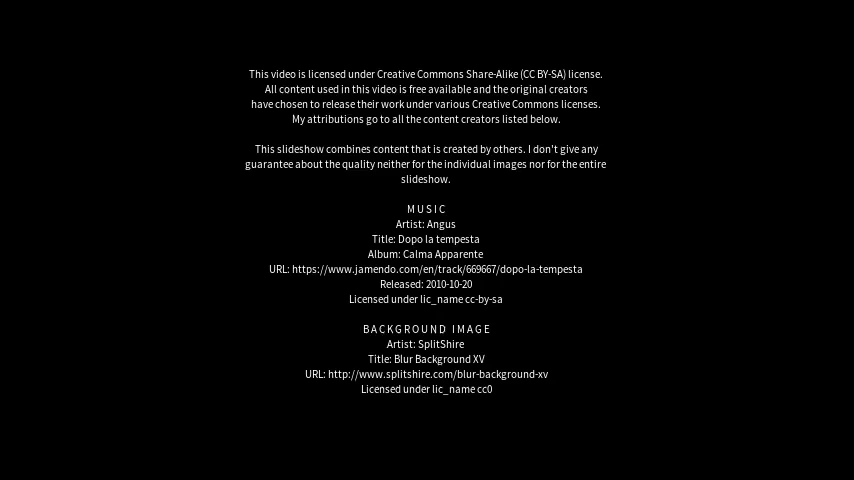 This video is licensed under Creative Commons Share-Alike (CC BY-SA) license.
All content used in this video is free available and the original creators
have chosen to release their work under various Creative Commons licenses.
My attributions go to all the content creators listed below.
This slideshow combines content that is created by others. I don't give any
guarantee about the quality neither for the individual images nor for the entire
slideshow.
MUSIC
Artist: Angus
Title: Dopo la tempesta
Album: Calma Apparente
URL: https://www.jamendo.com/en/track/669667/dopo-la-tempesta
Released: 2010-10-20
Licensed under lic_name cc-by-sa
BACKGROUND IMAGE
Artist: SplitShire
Title: Blur Background XV
URL: http://www.splitshire.com/blur-background-xv
Licensed under lic_name cc0